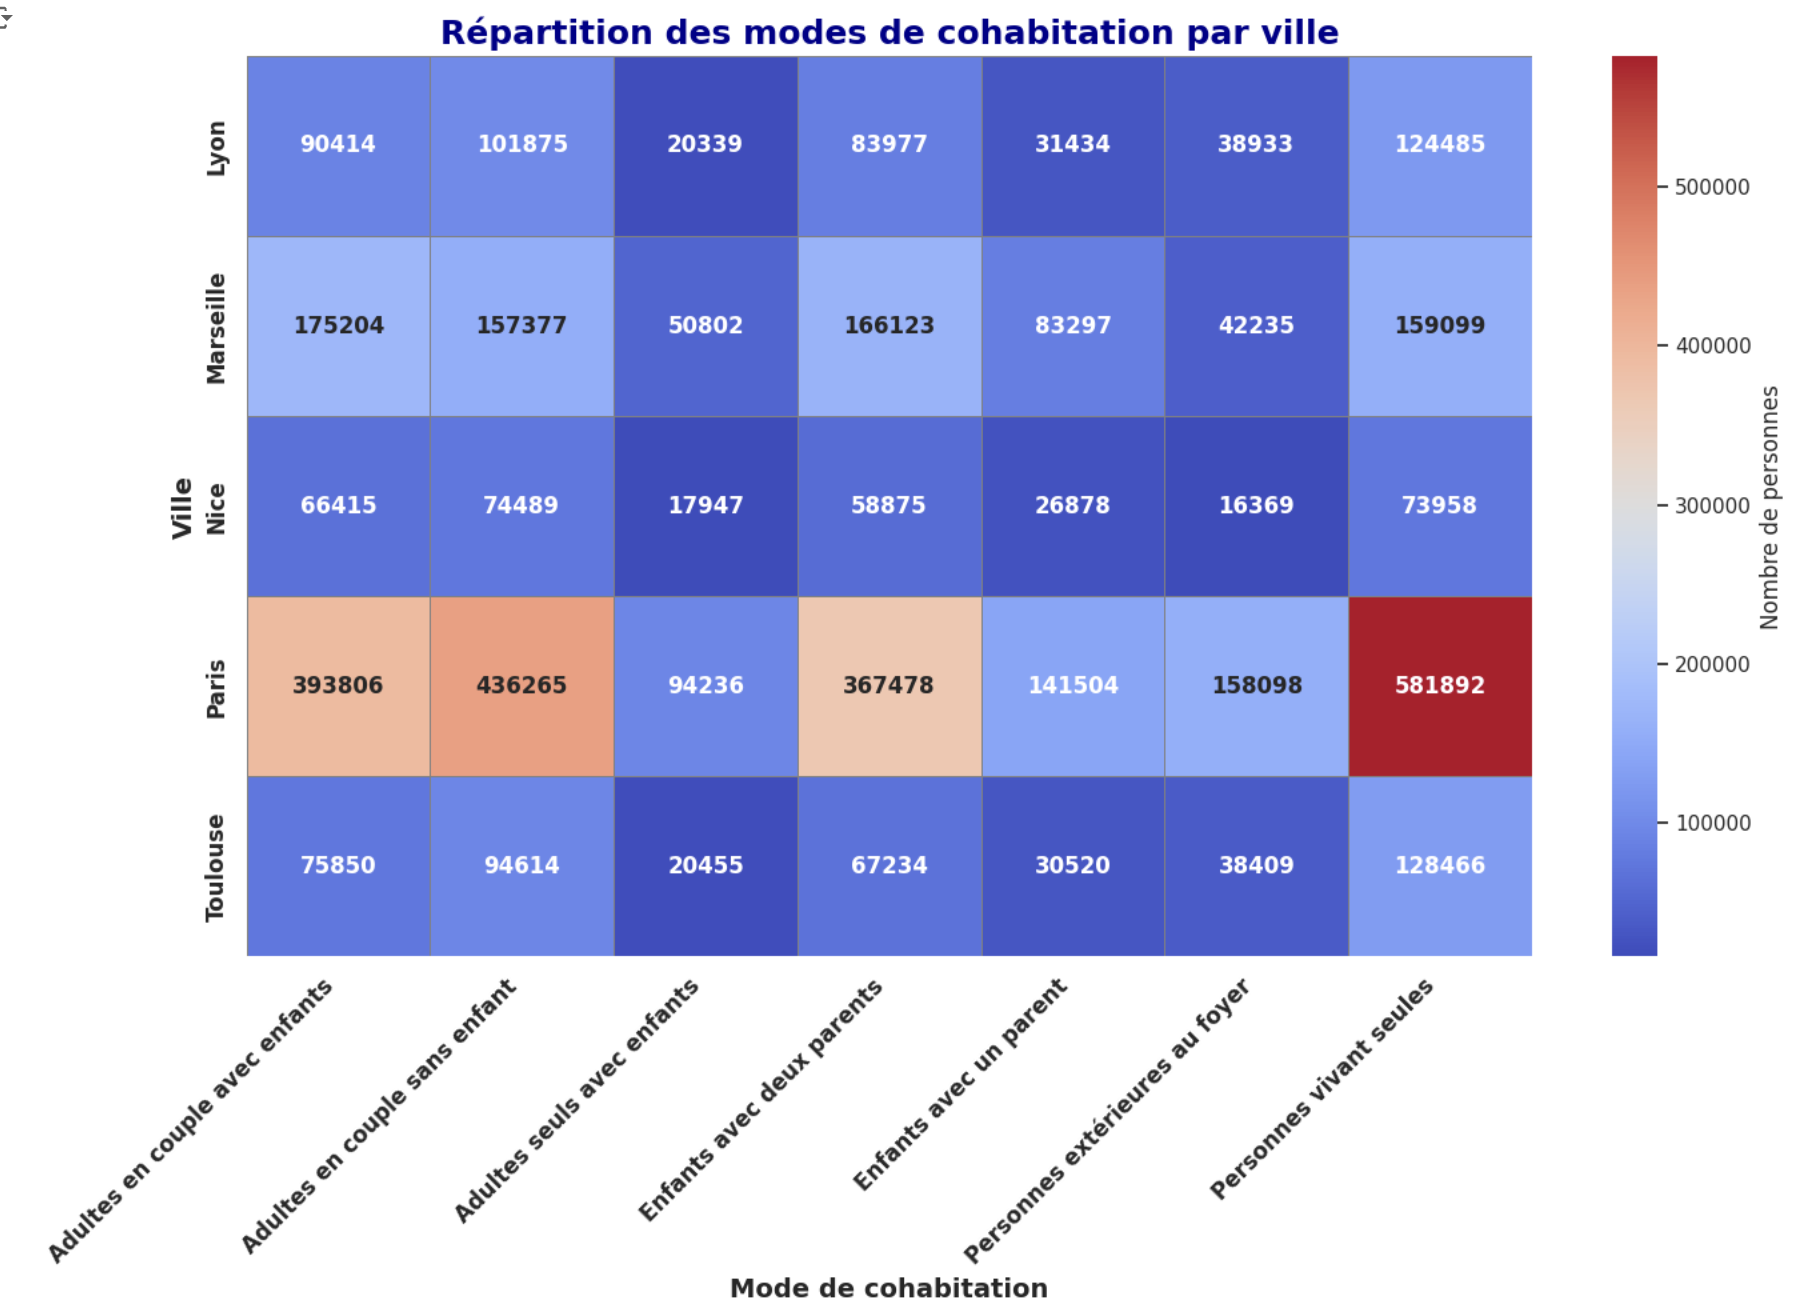 Répartition des modes de cohabitation par ville
Ville
Lyon
90414 101875 20339 83977 31434 38933 124485
Marseille
175204 157377 50802 166123 83297 42235 159099
Nice
66415 74489 17947 58875 26878 16369 73958
Paris
393806 436265 94236 367478 141504 158098 581892
Toulouse
75850 94614 20455 67234 30520 38409 128466
Adultes en couple avec enfants
Adultes en couple sans enfant
Adultes seuls avec enfants
Enfants avec deux parents
Enfants avec un parent
Personnes extérieures au foyer
Personnes vivant seules
Mode de cohabitation
500000
400000
300000
200000
100000
Nombre de personnes